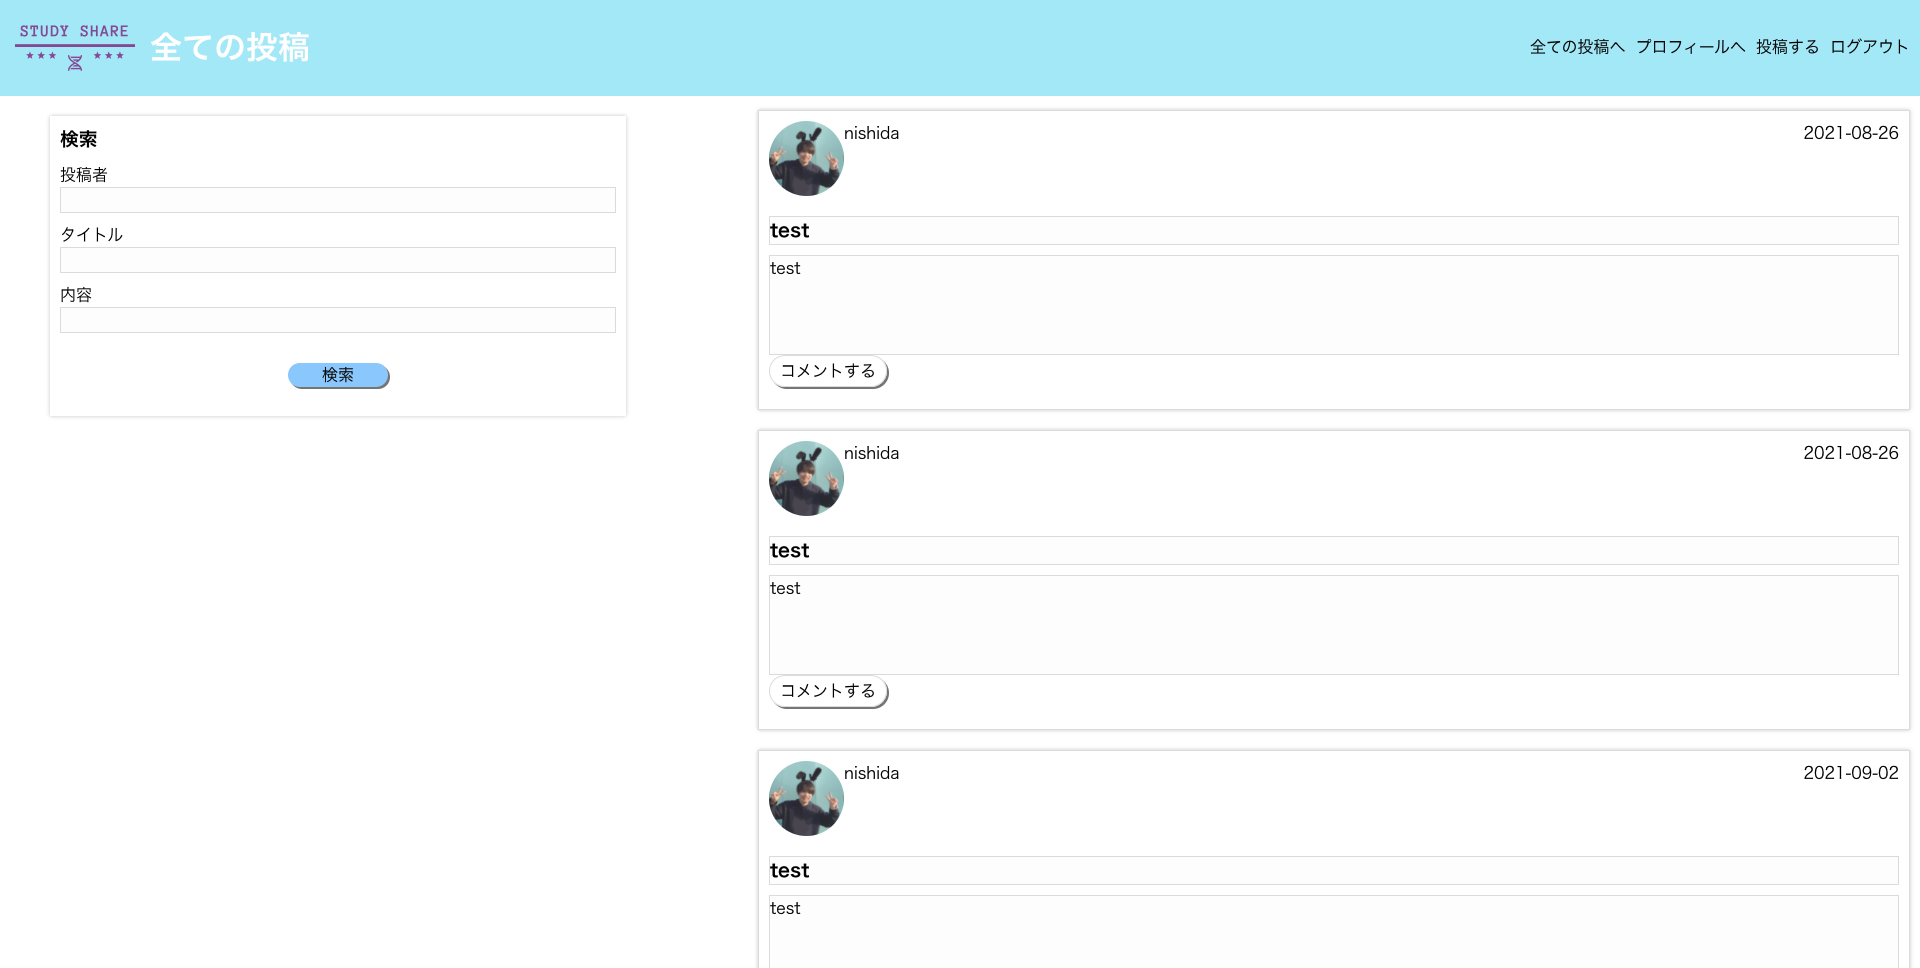 STUDY SHARE
全ての投稿
全ての投稿へ プロフィールへ 投稿する ログアウト
検索
投稿者
タイトル
内容
検索
nishida 2021-08-26
test
test
コメントする
nishida 2021-08-26
test
test
コメントする
nishida 2021-09-02
test
test